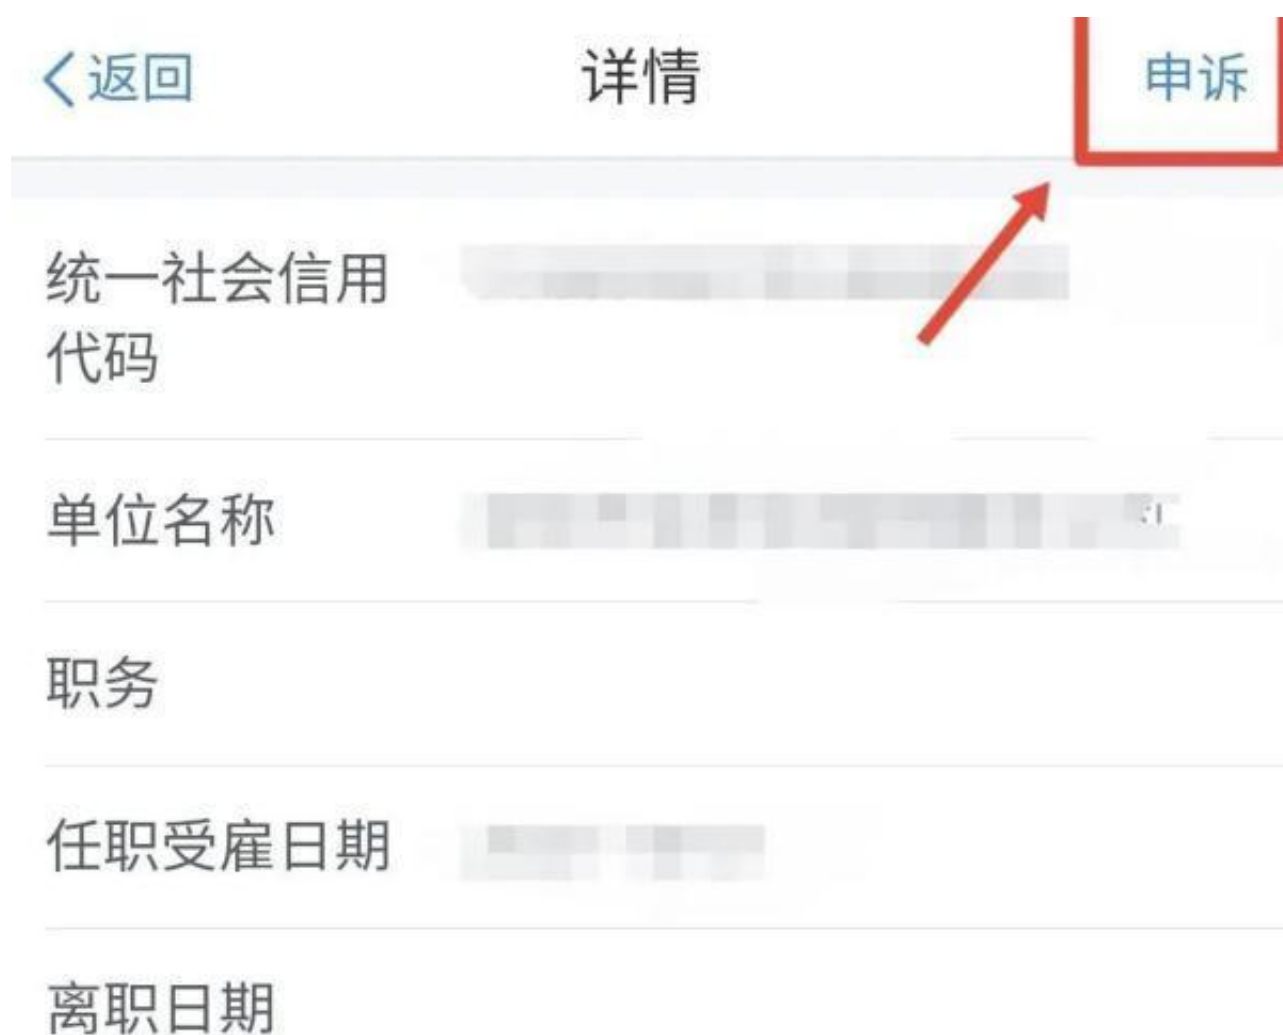 返回
详情
申诉
统一社会信用
代码
单位名称
职务
任职受雇日期
离职日期